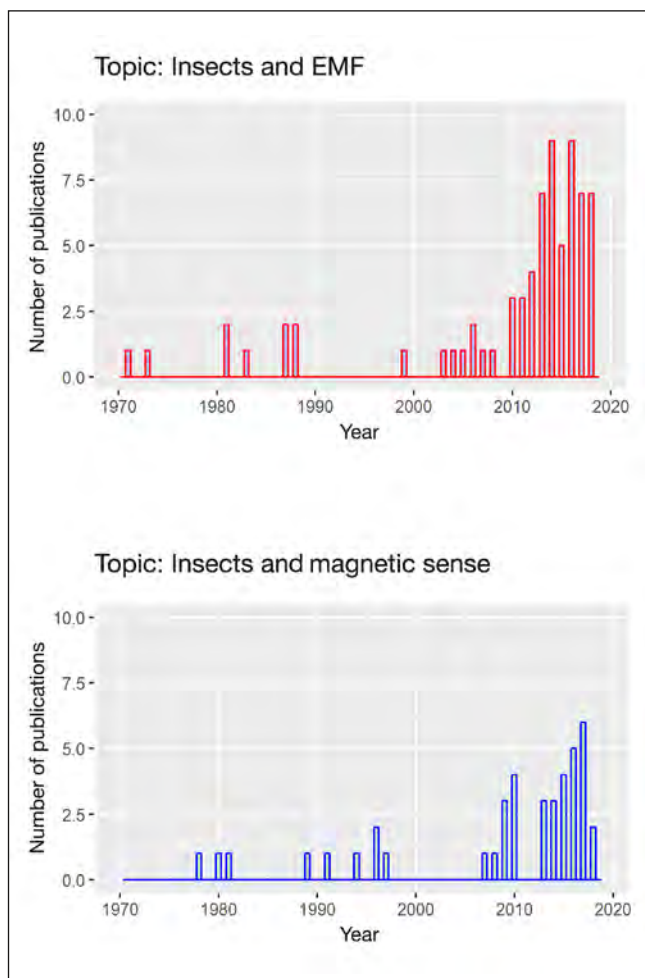 Topic: Insects and EMF
10.0
7.5
5.0
2.5
0.0
Number of publications
1970 1980 1990 2000 2010 2020
Year
Topic: Insects and magnetic sense
10.0
7.5
5.0
2.5
0.0
Number of publications
1970 1980 1990 2000 2010 2020
Year